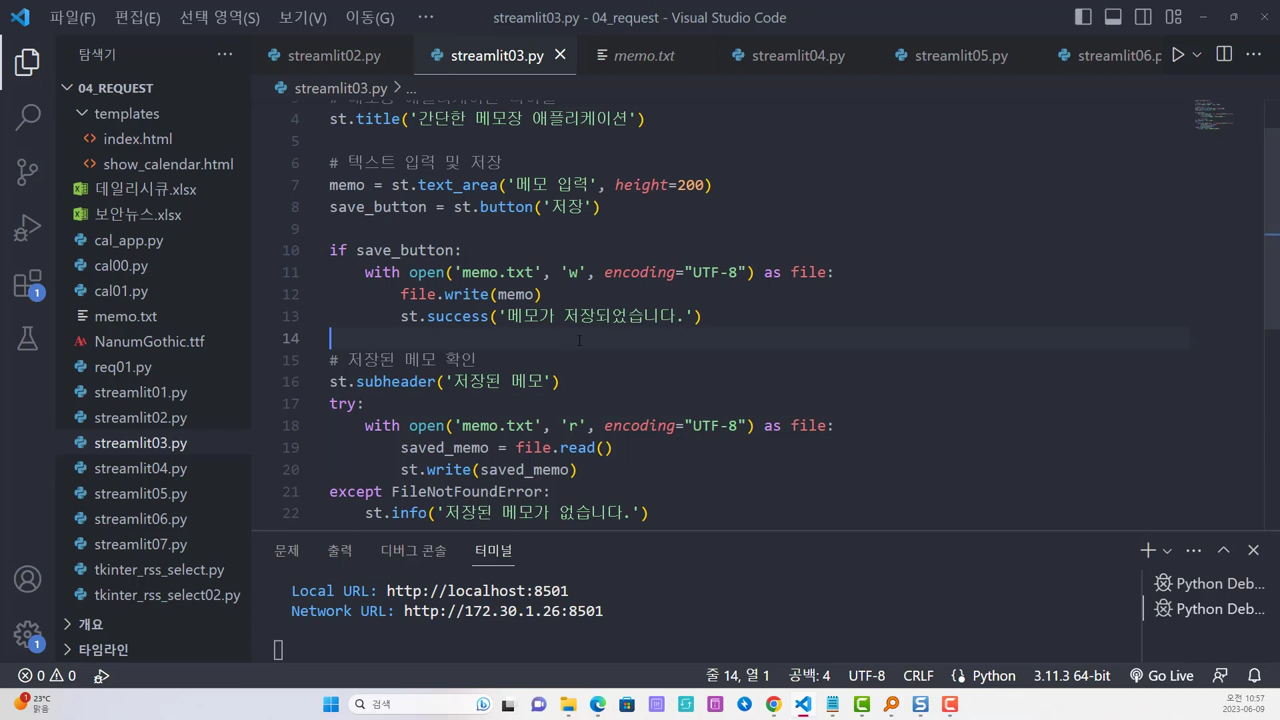 파일(F) 편집(E) 선택 영역(S) 보기(V) 이동(G) ··· streamlit03.py - 04_request - Visual Studio Code
탐색기 ···
streamlit02.py streamlit03.py memo.txt streamlit04.py streamlit05.py streamlit06.p
streamlit03.py > ...
04_REQUEST
templates
index.html
show_calendar.html
데일리시큐.xlsx
보안뉴스.xlsx
cal_app.py
cal00.py
cal01.py
memo.txt
NanumGothic.ttf
req01.py
streamlit01.py
streamlit02.py
streamlit03.py
streamlit04.py
streamlit05.py
streamlit06.py
streamlit07.py
tkinter_rss_select.py
tkinter_rss_select02.py
개요
타임라인
1
1
4 st.title('간단한 메모장 애플리케이션')
5
6 # 텍스트 입력 및 저장
7 memo = st.text_area('메모 입력', height=200)
8 save_button = st.button('저장')
9
10 if save_button:
11 with open('memo.txt', 'w', encoding="UTF-8") as file:
12 file.write(memo)
13 st.success('메모가 저장되었습니다.')
14
15 # 저장된 메모 확인
16 st.subheader('저장된 메모')
17 try:
18 with open('memo.txt', 'r', encoding="UTF-8") as file:
19 saved_memo = file.read()
20 st.write(saved_memo)
21 except FileNotFoundError:
22 st.info('저장된 메모가 없습니다.')
문제 출력 디버그 콘솔 터미널
Local URL: http://localhost:8501
Network URL: http://172.30.1.26:8501
Python Deb...
Python Deb...
0 0 줄 14, 열 1 공백: 4 UTF-8 CRLF Python 3.11.3 64-bit Go Live
1 23°C
맑음
검색
오전 10:57
2023-06-09